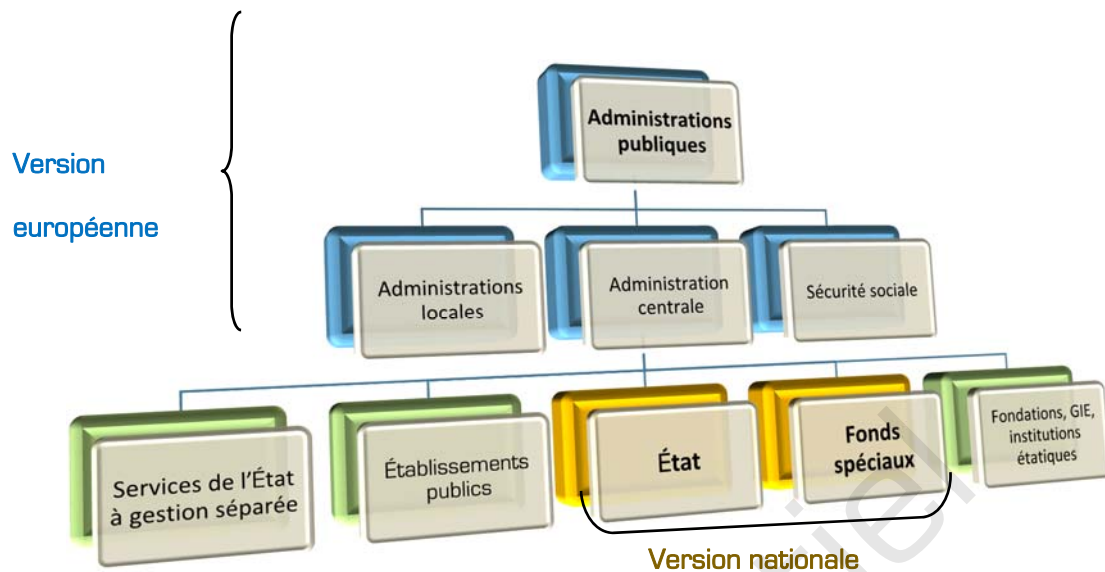 Administrations
publiques
Version
européenne
Administrations
locales
Administration
centrale
Sécurité sociale
Services de l'État
à gestion séparée
Établissements
publics
État
Fonds
spéciaux
Fondations, GIE,
institutions
étatiques
Version nationale